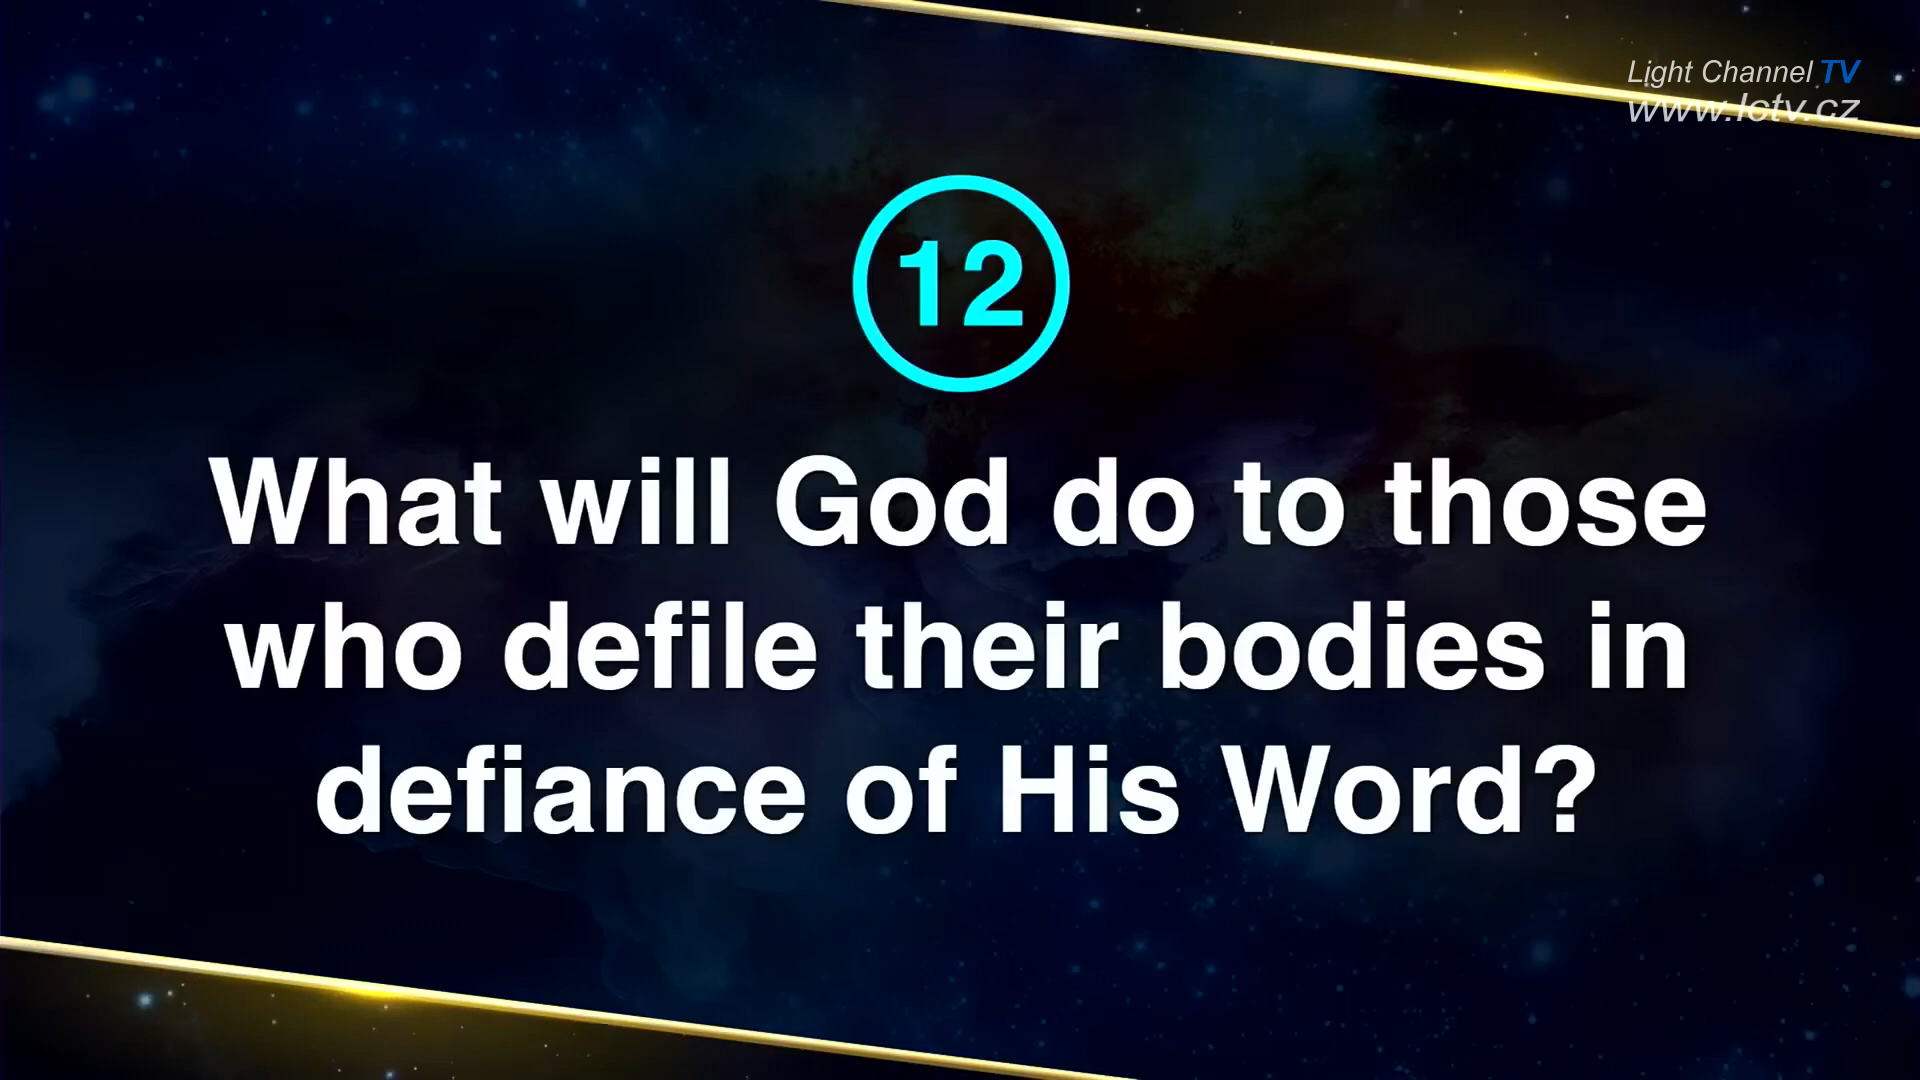 Light Channel TV
www.lctv.cz
12
What will God do to those
who defile their bodies in
defiance of His Word?